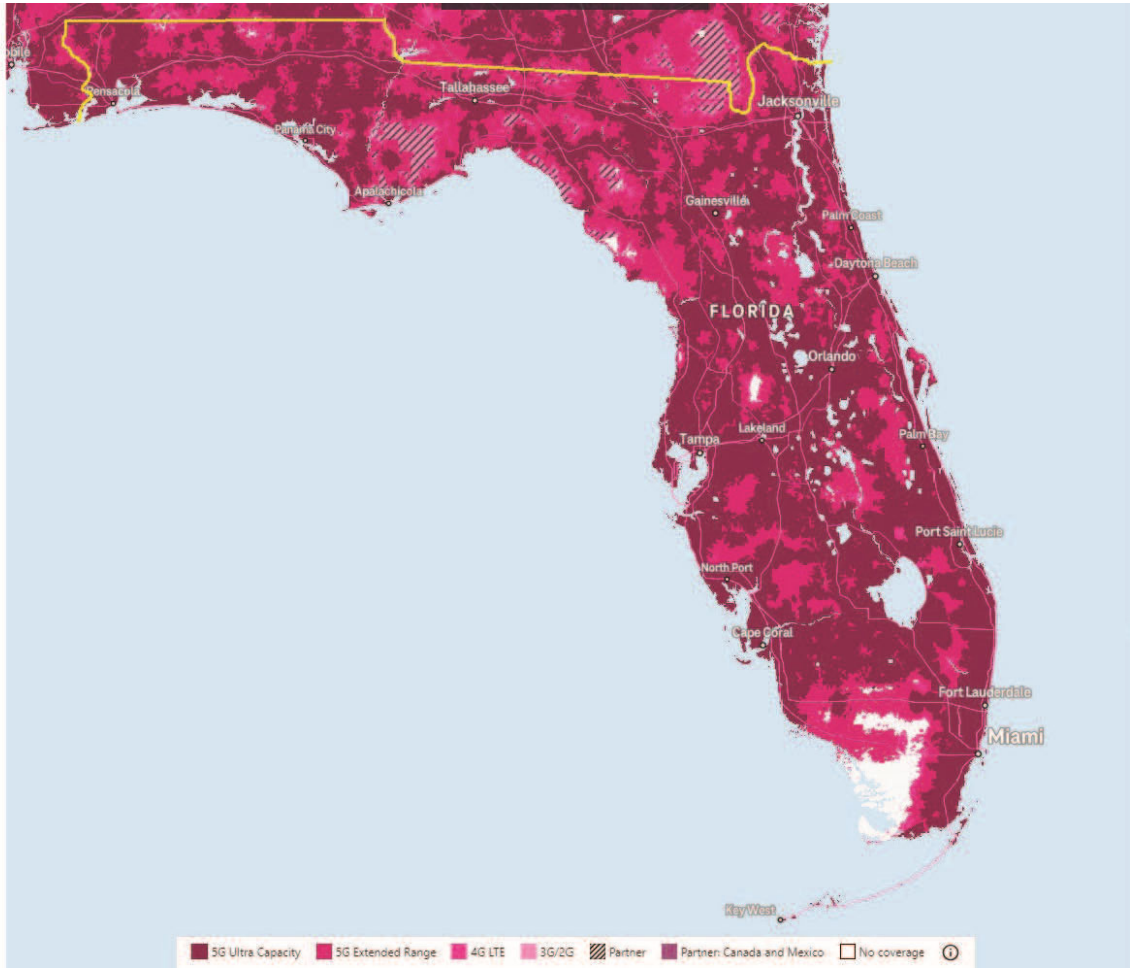 obile
Pensacola
Tallahassee
Jacksonville
Panama City
Apalachicola
Gainesville
Palm Coast
Daytona Beach
FLORIDA
Orlando
Lakeland
Tampa
Palm Bay
Port Saint Lucie
North Port
Cape Coral
Fort Lauderdale
Miami
Key West
5G Ultra Capacity 5G Extended Range 4G LTE 3G/2G Partner Partner: Canada and Mexico No coverage